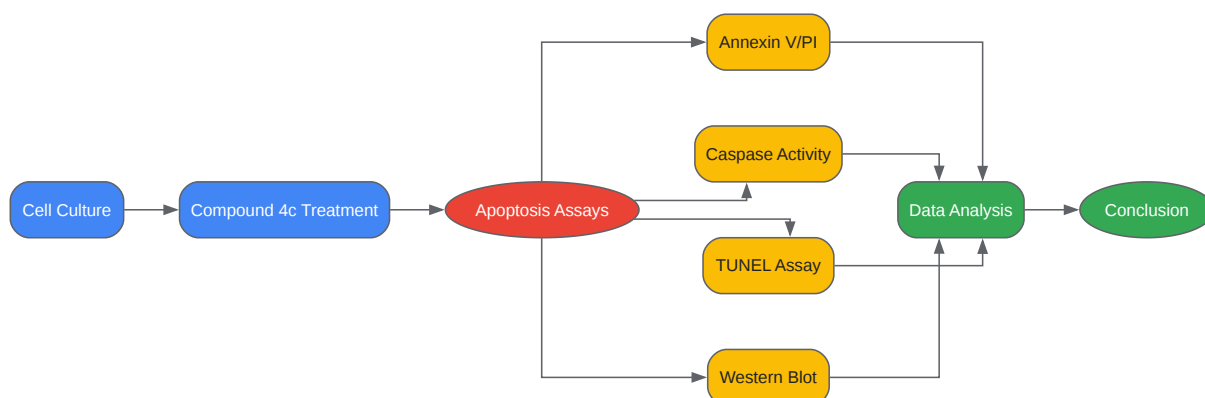 Cell Culture
Compound 4c Treatment
Apoptosis Assays
Annexin V/PI
Caspase Activity
TUNEL Assay
Western Blot
Data Analysis
Conclusion